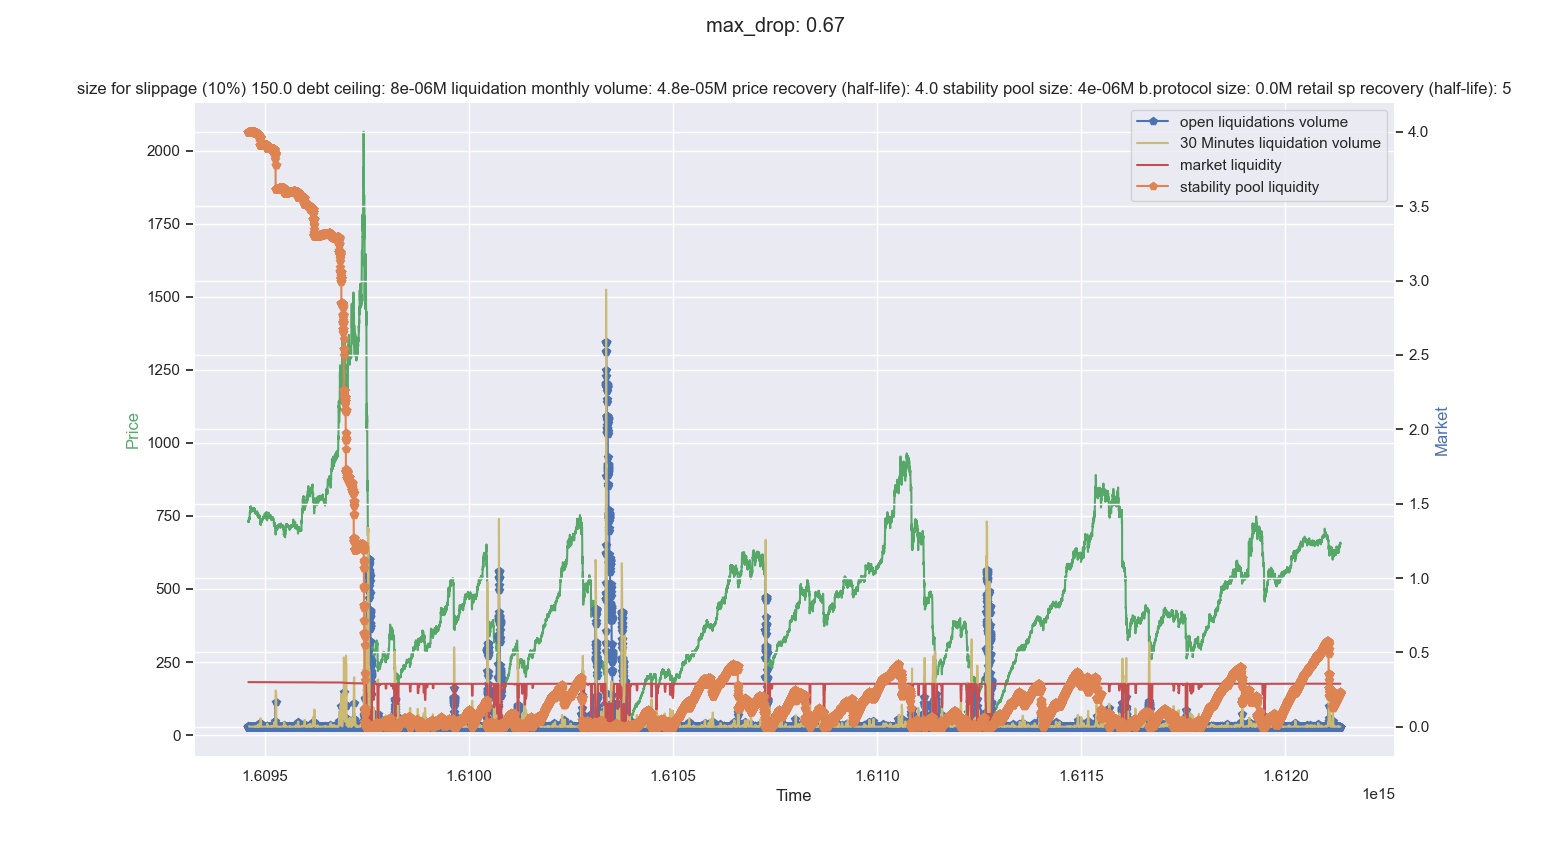 max_drop: 0.67
size for slippage (10%) 150.0 debt ceiling: 8e-06M liquidation monthly volume: 4.8e-05M price recovery (half-life): 4.0 stability pool size: 4e-06M b.protocol size: 0.0M retail sp recovery (half-life): 5
open liquidations volume
30 Minutes liquidation volume
market liquidity
stability pool liquidity
2000
1750
1500
1250
1000
750
500
250
0
Price
4.0
3.5
3.0
2.5
2.0
1.5
1.0
0.5
0.0
Market
1.6095 1.6100 1.6105 1.6110 1.6115 1.6120
1e15
Time